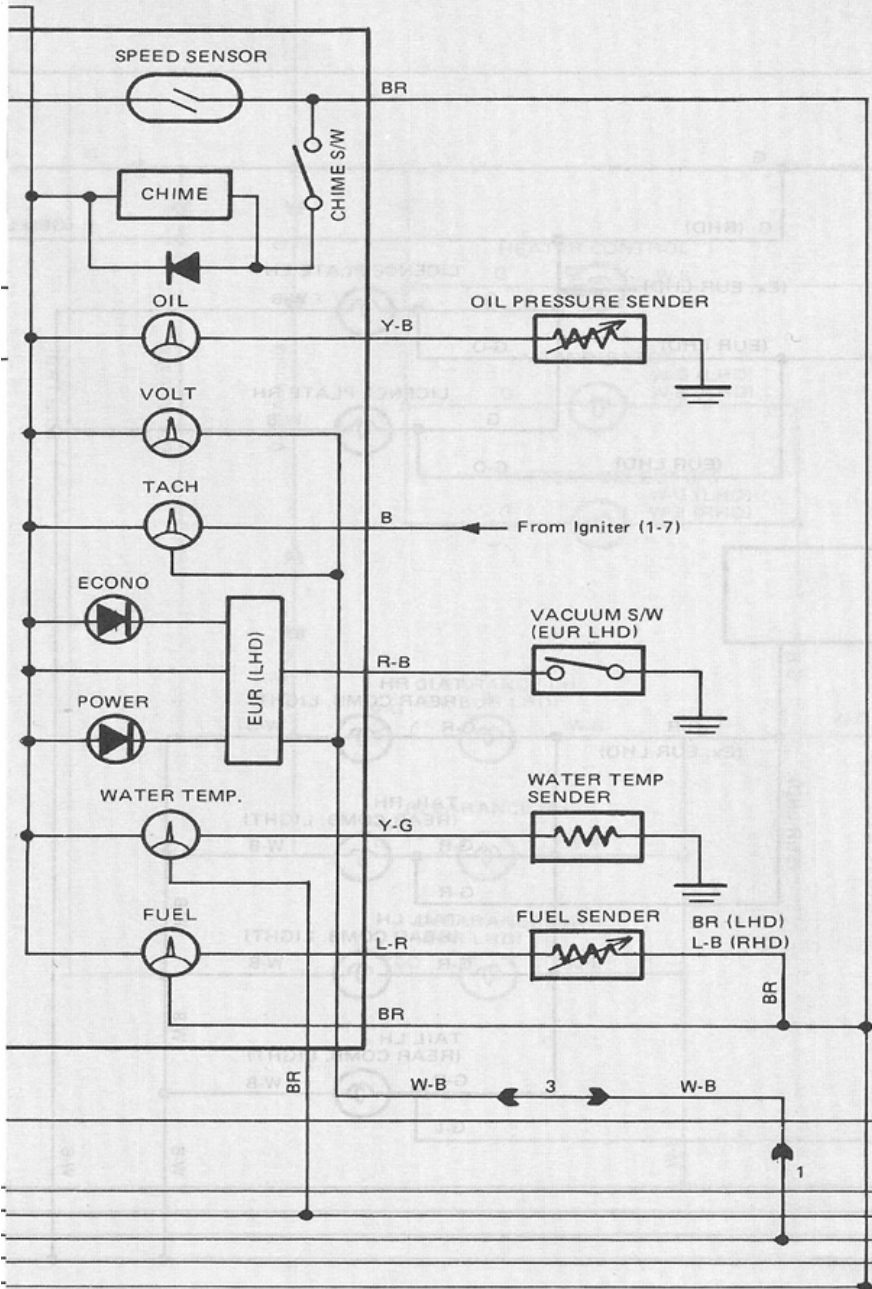 SPEED SENSOR
BR
CHIME S/W
CHIME
OIL
Y-B
OIL PRESSURE SENDER
VOLT
TACH
B
From Igniter (1-7)
ECONO
EUR (LHD)
VACUUM S/W
(EUR LHD)
R-B
POWER
WATER TEMP.
WATER TEMP
SENDER
Y-G
FUEL
FUEL SENDER
L-R
BR (LHD)
L-B (RHD)
BR
BR
BR
W-B
3
W-B
1